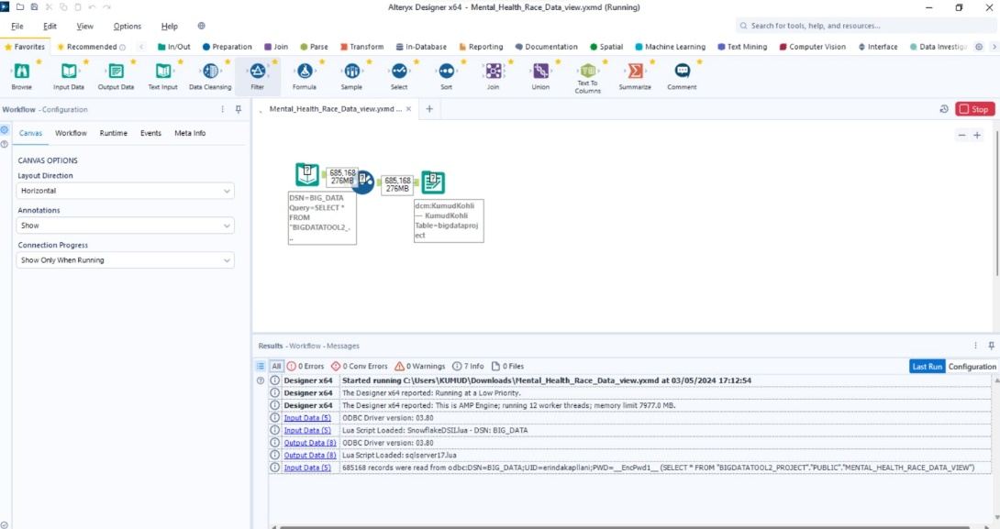 Alteryx Designer x64 - Mental_Health_Race_Data_view.yxmd (Running)
File Edit View Options Help
Search for tools, help, and resources...
Favorites Recommended In/Out Preparation Join Parse Transform In-Database Reporting Documentation Spatial Machine Learning Text Mining Computer Vision Interface Data Investig
Browse Input Data Output Data Text Input Data Cleansing Filter Formula Sample Select Sort Join Union Text To Summarize Comment
Columns
Workflow - Configuration
Mental_Health_Race_Data_view.yxmd ...
Stop
Canvas Workflow Runtime Events Meta Info
CANVAS OPTIONS
Layout Direction
Horizontal
Annotations
Show
Connection Progress
Show Only When Running
685,168
276MB
685,168
276MB
DSN=BIG_DATA
Query=SELECT *
FROM
"BIGDATATOOL2_.
..
dcm:KumudKohli
— KumudKohli
Table=bigdataproj
ect
Results - Workflow - Messages
All 0 Errors 0 Conv Errors 0 Warnings 7 Info 0 Files
Last Run Configuration
Designer x64 Started running C:\Users\KUMUD\Downloads\Mental_Health_Race_Data_view.yxmd at 03/05/2024 17:12:54
Designer x64 The Designer x64 reported: Running at a Low Priority.
Designer x64 The Designer x64 reported: This is AMP Engine; running 12 worker threads; memory limit 7977.0 MB.
Input Data (5) ODBC Driver version: 03.80
Input Data (5) Lua Script Loaded: SnowflakeDSII.lua - DSN: BIG_DATA
Output Data (8) ODBC Driver version: 03.80
Output Data (8) Lua Script Loaded: sqlserver17.lua
Input Data (5) 685168 records were read from odbc:DSN=BIG_DATA;UID=erindakapllani;PWD=__EncPwd1__ (SELECT * FROM "BIGDATATOOL2_PROJECT"."PUBLIC"."MENTAL_HEALTH_RACE_DATA_VIEW")